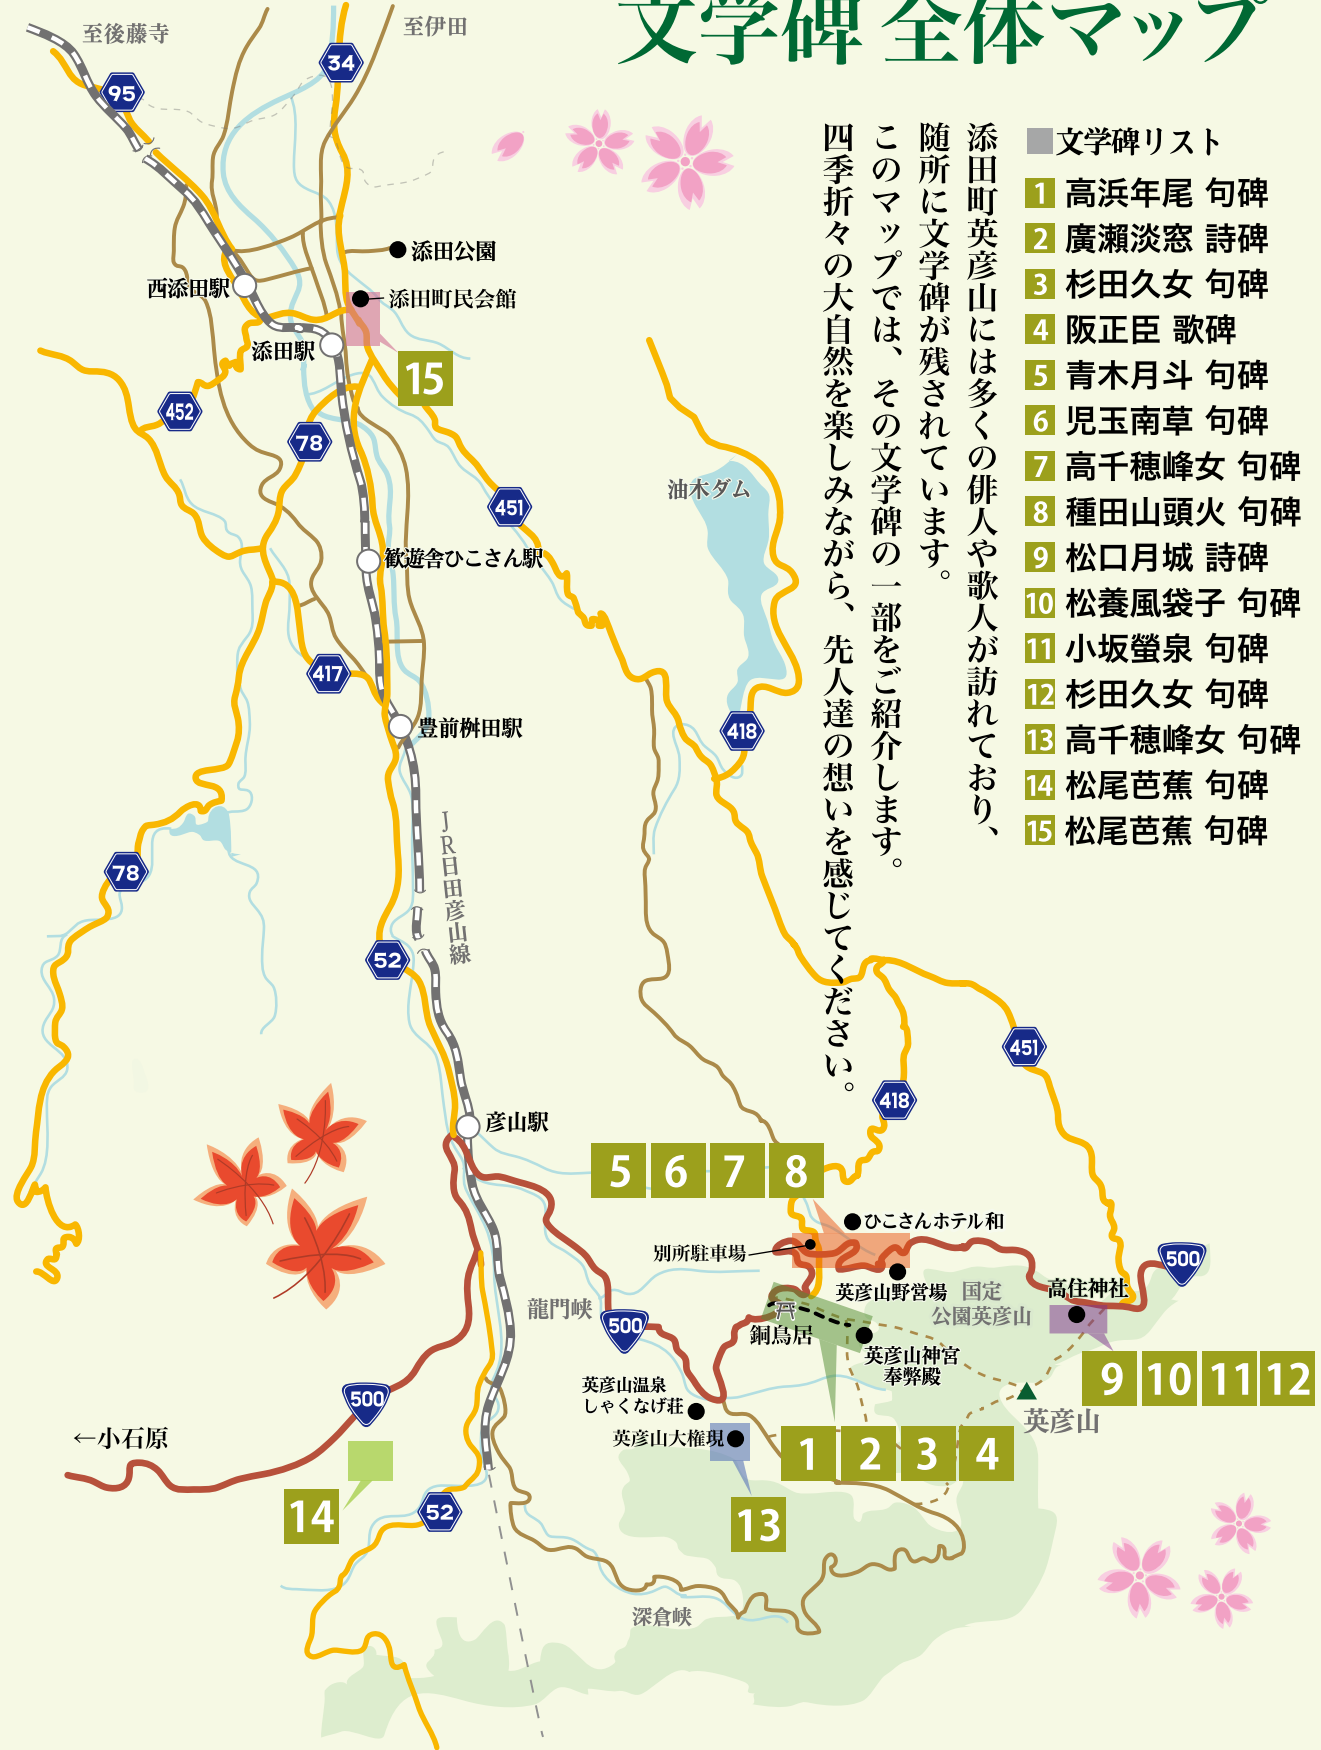 文学碑 全体マップ
添田町英彦山には多くの俳人や歌人が訪れており、
随所に文学碑が残されています。
このマップでは、その文学碑の一部をご紹介します。
四季折々の大自然を楽しみながら、先人達の想いを感じてください。
文学碑リスト
1 高浜年尾 句碑
2 廣瀬淡窓 詩碑
3 杉田久女 句碑
4 阪正臣 歌碑
5 青木月斗 句碑
6 児玉南草 句碑
7 高千穂峰女 句碑
8 種田山頭火 句碑
9 松口月城 詩碑
10 松養風袋子 句碑
11 小坂螢泉 句碑
12 杉田久女 句碑
13 高千穂峰女 句碑
14 松尾芭蕉 句碑
15 松尾芭蕉 句碑
至後藤寺
至伊田
34
95
添田公園
西添田駅
添田町民会館
添田駅
15
452
78
451
油木ダム
歓遊舎ひこさん駅
417
豊前桝田駅
418
JR日田彦山線
78
52
451
418
彦山駅
5
6
7
8
ひこさんホテル和
別所駐車場
500
英彦山野営場
国定
公園英彦山
高住神社
龍門峡
500
銅鳥居
英彦山神宮
奉弊殿
9
10
11
12
英彦山温泉
しゃくなげ荘
500
英彦山
←小石原
英彦山大権現
1
2
3
4
14
13
52
深倉峡